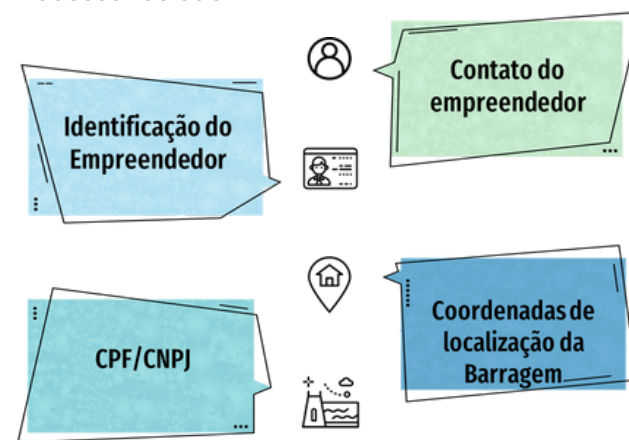 Identificação do
Empreendedor
Contato do
empreendedor
CPF/CNPJ
Coordenadas de
localização da
Barragem